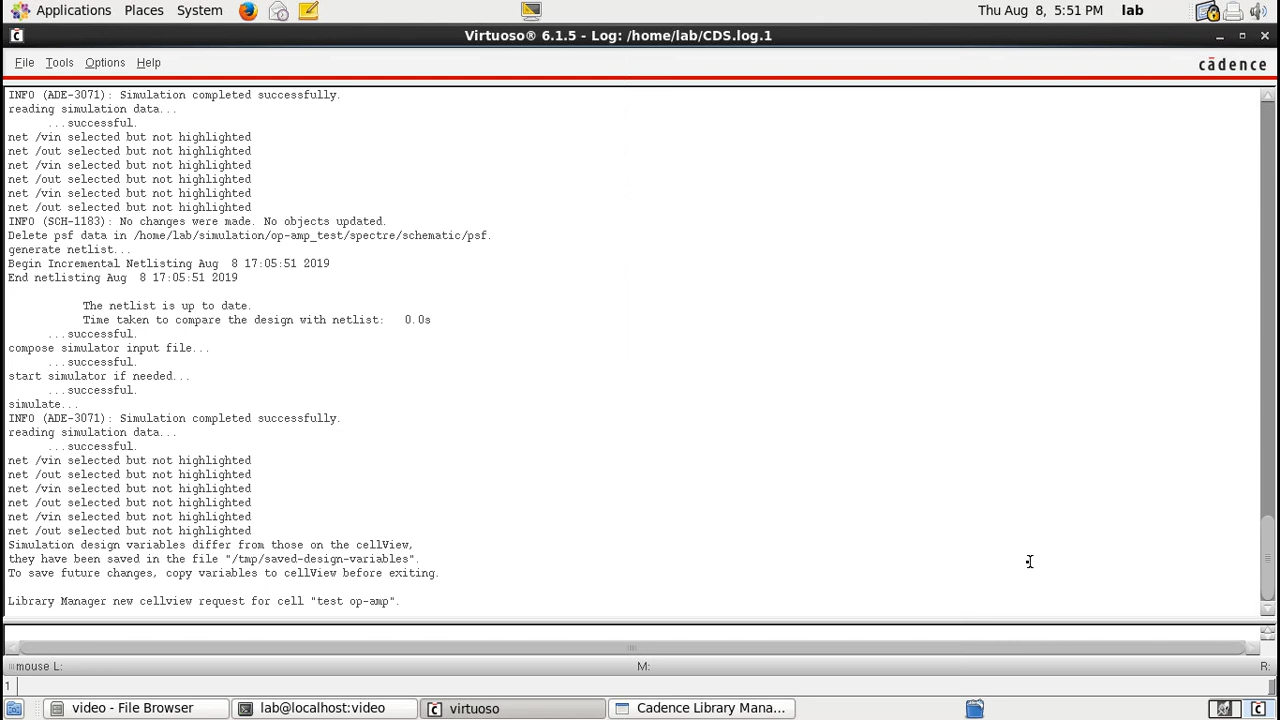 Applications Places System Thu Aug 8, 5:51 PM lab
Virtuoso® 6.1.5 - Log: /home/lab/CDS.log.1
File Tools Options Help cādence
INFO (ADE-3071): Simulation completed successfully.
reading simulation data...
...successful.
net /vin selected but not highlighted
net /out selected but not highlighted
net /vin selected but not highlighted
net /out selected but not highlighted
net /vin selected but not highlighted
net /out selected but not highlighted
INFO (SCH-1183): No changes were made. No objects updated.
Delete psf data in /home/lab/simulation/op-amp_test/spectre/schematic/psf.
generate netlist...
Begin Incremental Netlisting Aug 8 17:05:51 2019
End netlisting Aug 8 17:05:51 2019
The netlist is up to date.
Time taken to compare the design with netlist: 0.0s
...successful.
compose simulator input file...
...successful.
start simulator if needed...
...successful.
simulate...
INFO (ADE-3071): Simulation completed successfully.
reading simulation data...
...successful.
net /vin selected but not highlighted
net /out selected but not highlighted
net /vin selected but not highlighted
net /out selected but not highlighted
net /vin selected but not highlighted
net /out selected but not highlighted
Simulation design variables differ from those on the cellView,
they have been saved in the file "/tmp/saved-design-variables".
To save future changes, copy variables to cellView before exiting.
Library Manager new cellview request for cell "test op-amp".
mouse L: M: R:
1
video - File Browser lab@localhost:video virtuoso Cadence Library Mana...